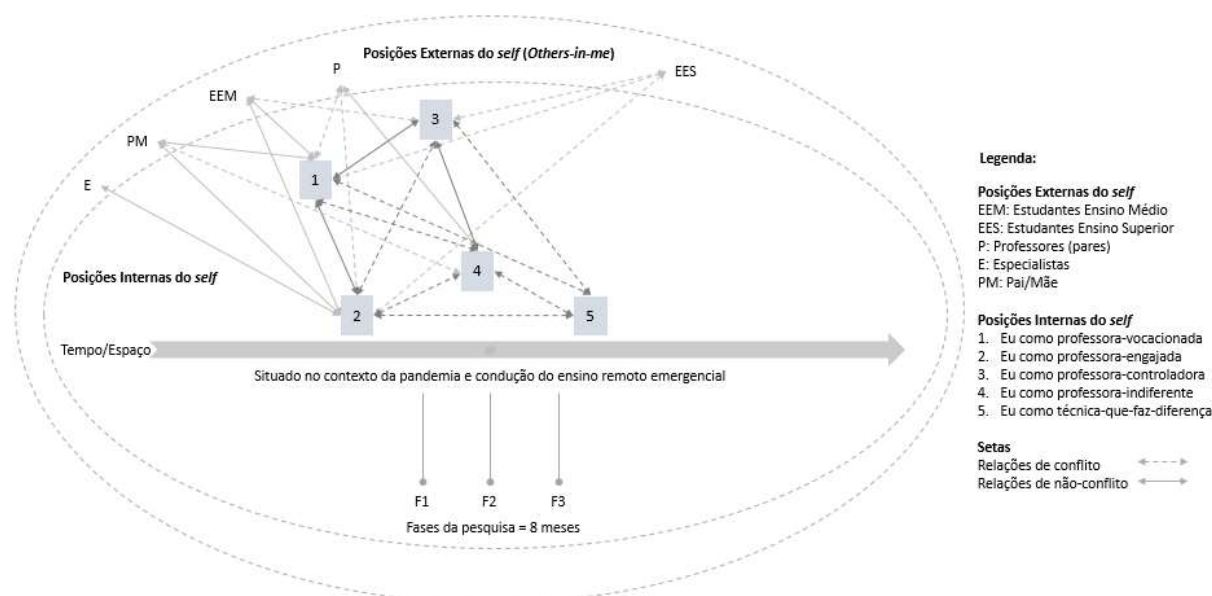 Posições Externas do self (Others-in-me)
P
EES
EEM
3
PM
1
E
4
Posições Internas do self
2
5
Tempo/Espaço
Situado no contexto da pandemia e condução do ensino remoto emergencial
F1
F2
F3
Fases da pesquisa = 8 meses
Legenda:
Posições Externas do self
EEM: Estudantes Ensino Médio
EES: Estudantes Ensino Superior
P: Professores (pares)
E: Especialistas
PM: Pai/Mãe
Posições Internas do self
1. Eu como professora-vocacionada
2. Eu como professora-engajada
3. Eu como professora-controladora
4. Eu como professora-indiferente
5. Eu como técnica-que-faz-diferença
Setas
Relações de conflito
Relações de não-conflito